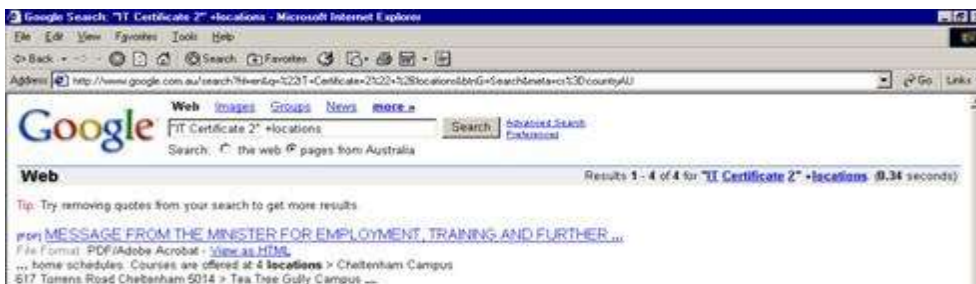 Google Search: "IT Certificate 2" +locations - Microsoft Internet Explorer
File Edit View Favorites Tools Help
Back Search Favorites
Address http://www.google.com.au/search?hl=en&q=%22IT+Certificate+2%22+%2Blocations&btnG=Search&meta=cr%3DcountryAU Go Links
Web Images Groups News more »
Google "IT Certificate 2" +locations Search Advanced Search
Preferences
Search: the web pages from Australia
Web Results 1 - 4 of 4 for "IT Certificate 2" +locations. (0.34 seconds)
Tip: Try removing quotes from your search to get more results.
[PDF] MESSAGE FROM THE MINISTER FOR EMPLOYMENT, TRAINING AND FURTHER ...
File Format: PDF/Adobe Acrobat - View as HTML
... home schedules. Courses are offered at 4 locations > Cheltenham Campus
617 Torrens Road Cheltenham 5014 > Tea Tree Gully Campus ...